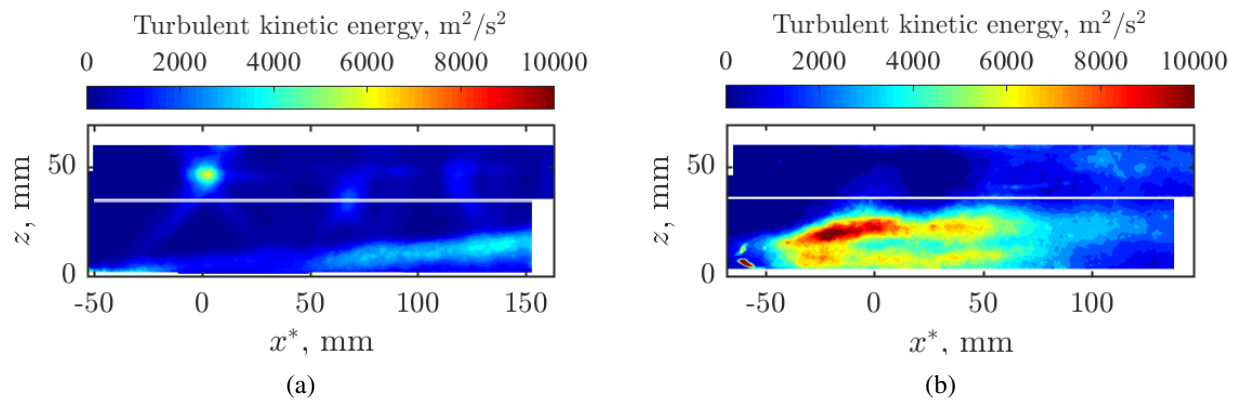 Turbulent kinetic energy, m²/s²
0 2000 4000 6000 8000 10000
z, mm
50
0
-50 0 50 100 150
x*, mm
(a)
Turbulent kinetic energy, m²/s²
0 2000 4000 6000 8000 10000
z, mm
50
0
-50 0 50 100
x*, mm
(b)